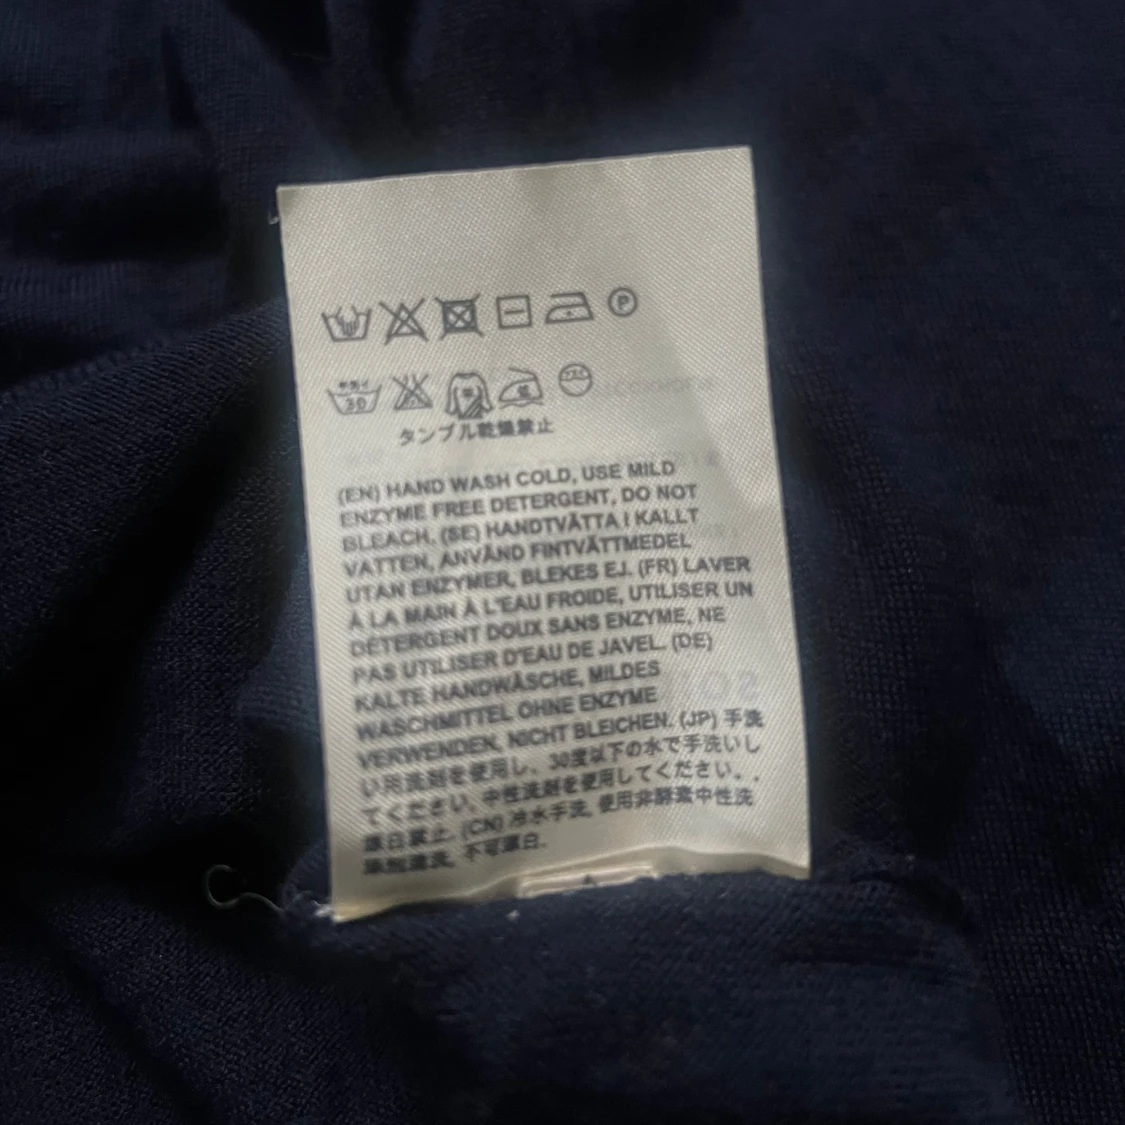 P
手洗イ
30
中
タンブル乾燥禁止
(EN) HAND WASH COLD, USE MILD
ENZYME FREE DETERGENT, DO NOT
BLEACH. (SE) HANDTVÄTTA I KALLT
VATTEN, ANVÄND FINTVÄTTMEDEL
UTAN ENZYMER, BLEKES EJ. (FR) LAVER
À LA MAIN À L'EAU FROIDE, UTILISER UN
DÉTERGENT DOUX SANS ENZYME, NE
PAS UTILISER D'EAU DE JAVEL. (DE)
KALTE HANDWÄSCHE, MILDES
WASCHMITTEL OHNE ENZYME
VERWENDEN, NICHT BLEICHEN. (JP) 手洗
い用洗剤を使用し、30度以下の水で手洗いし
てください. 中性洗剤を使用してください. .
漂白禁止. (CN) 冷水手洗, 使用非酵素中性洗
涤剂清洗, 不可漂白.